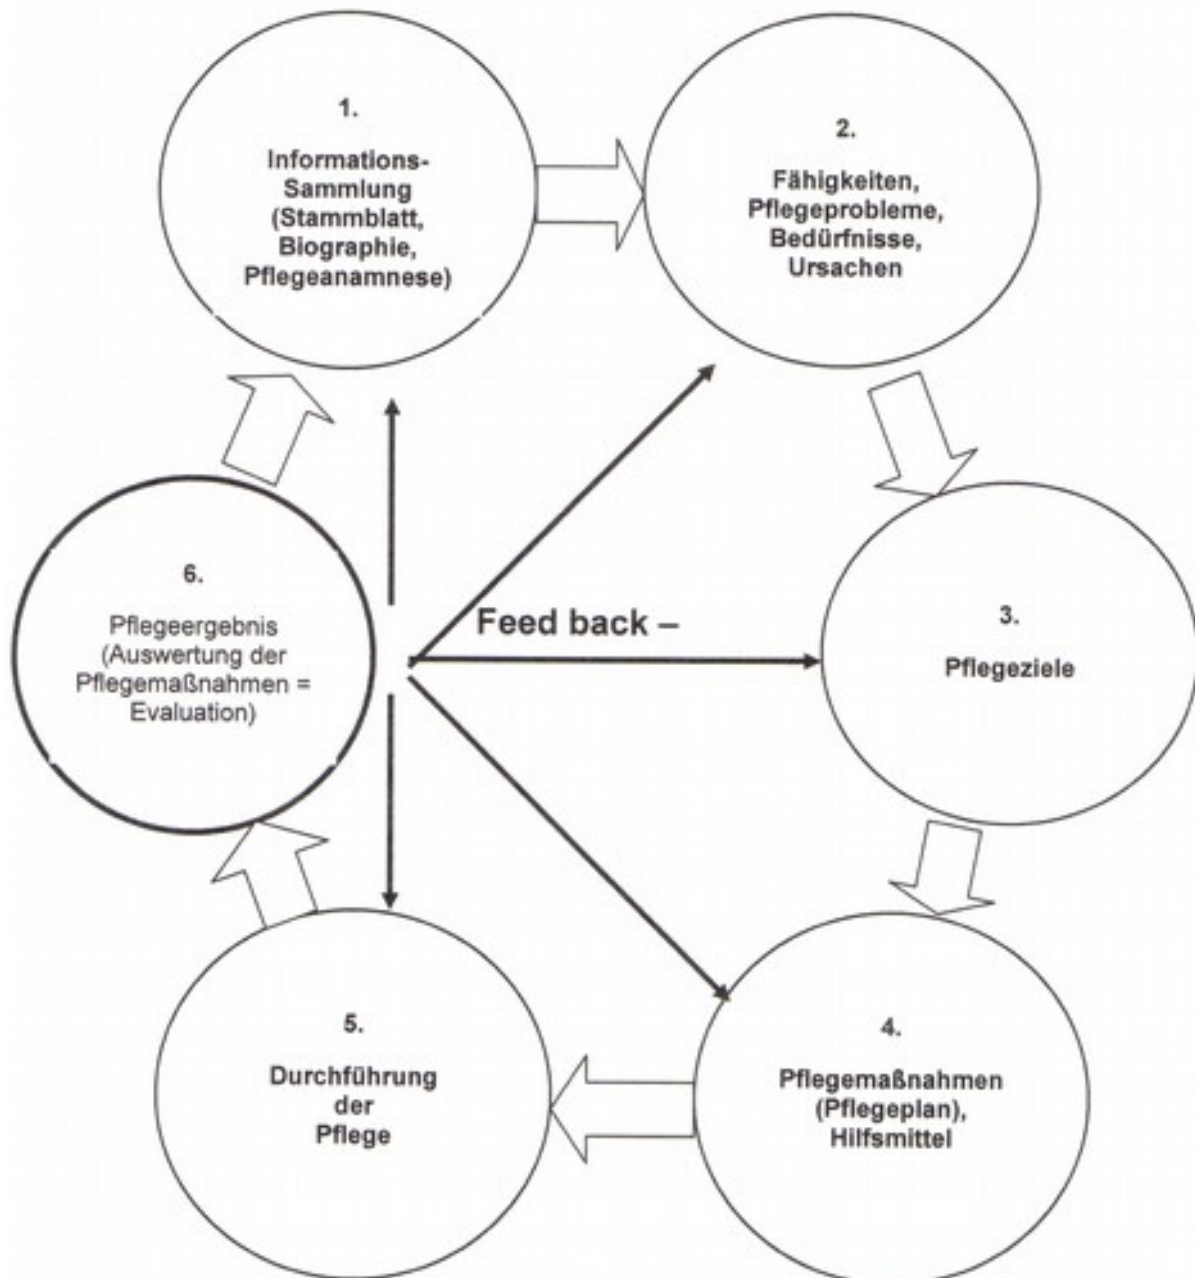 1.
Informations-
Sammlung
(Stammblatt,
Biographie,
Pflegeanamnese)
2.
Fähigkeiten,
Pflegeprobleme,
Bedürfnisse,
Ursachen
3.
Pflegeziele
4.
Pflegemaßnahmen
(Pflegeplan),
Hilfsmittel
5.
Durchführung
der
Pflege
6.
Pflegeergebnis
(Auswertung der
Pflegemaßnahmen =
Evaluation)
Feed back –